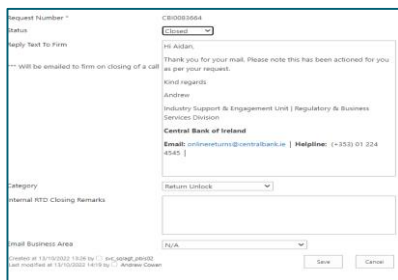 Request Number * CBI0083664
Status Closed
Reply Text To Firm
*** Will be emailed to firm on closing of a call
Hi Aidan,
Thank you for your mail. Please note this has been actioned for you
as per your request.
Kind regards
Andrew
Industry Support & Engagement Unit | Regulatory & Business
Services Division
Central Bank of Ireland
Email: onlinereturns@centralbank.ie | Helpline: (+353) 01 224
4545 ]
Category Return Unlock
Internal RTD Closing Remarks
Email Business Area N/A
Created at 13/10/2022 13:26 by
Last modified at 13/10/2022 14:19 by Andrew Cowan
Save Cancel